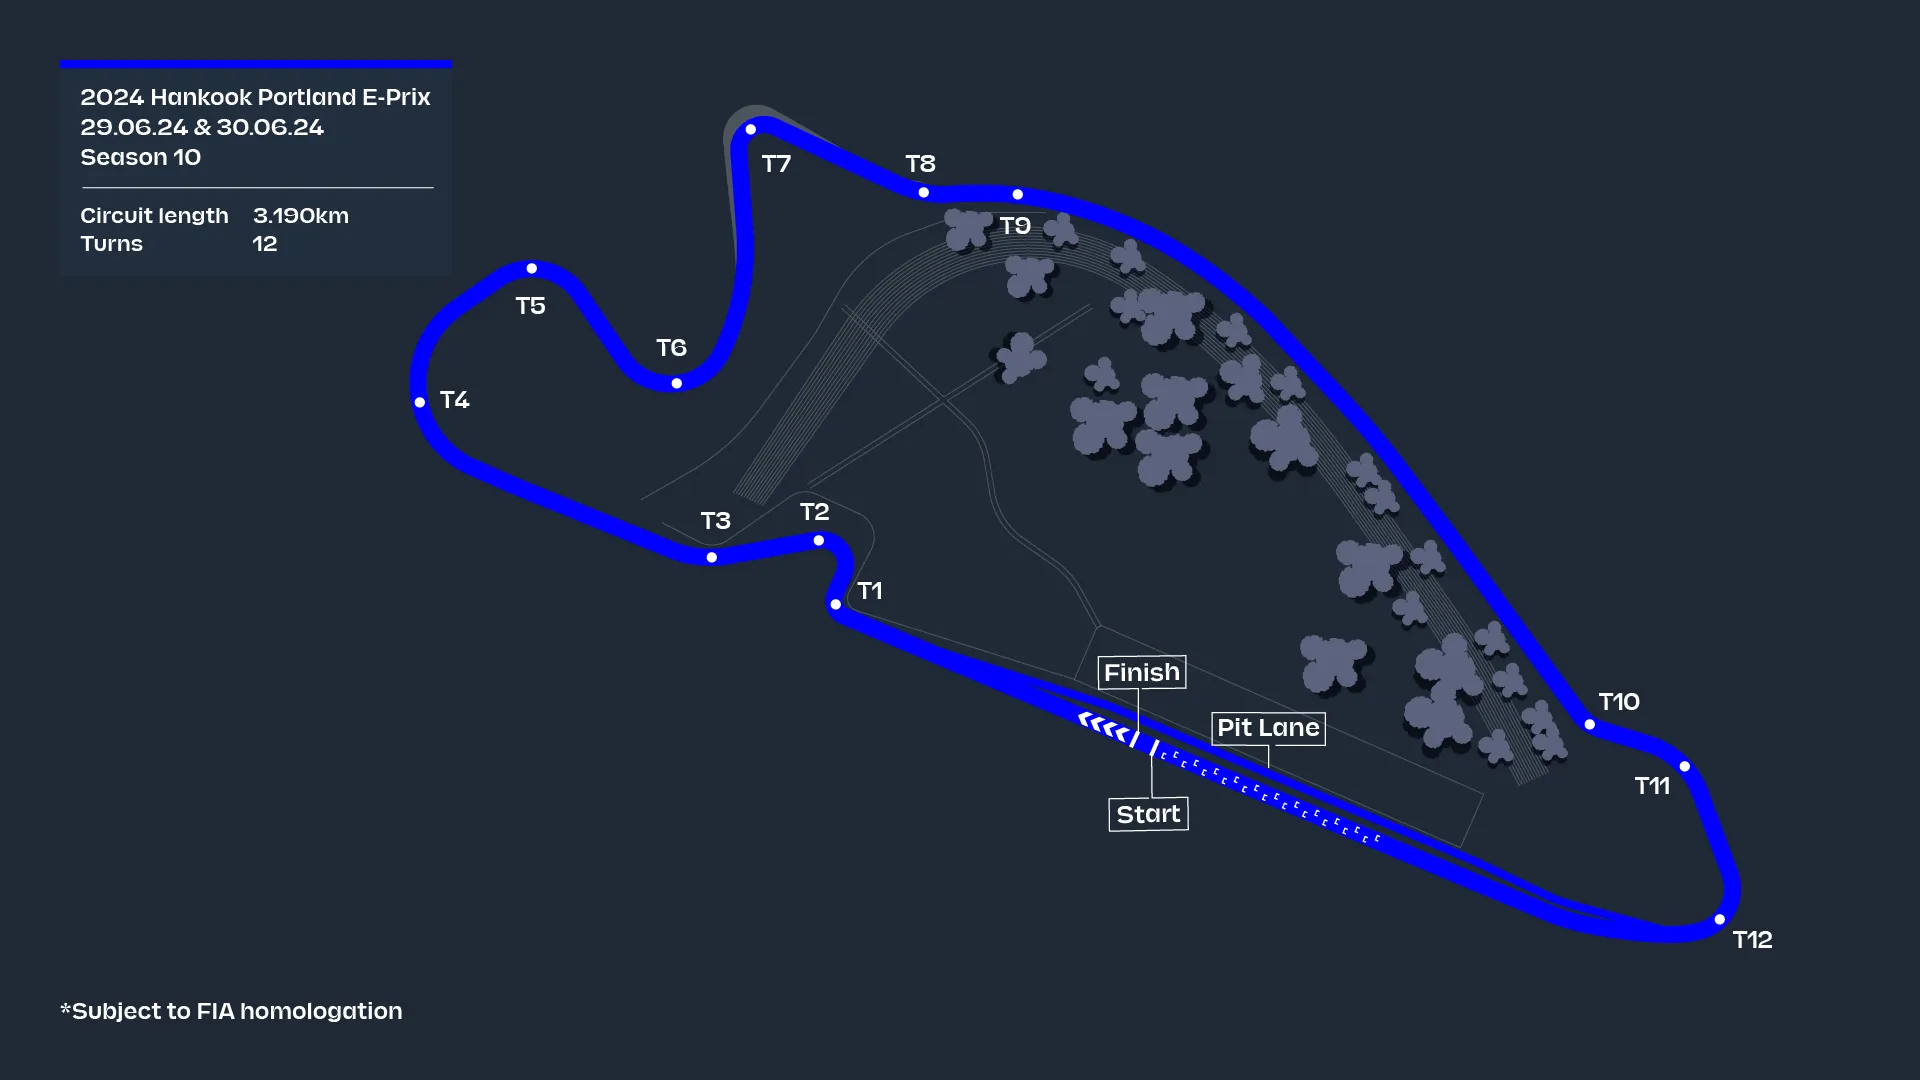 2024 Hankook Portland E-Prix
29.06.24 & 30.06.24
Season 10
Circuit length 3.190km
Turns 12
T7
T8
T9
T5
T6
T4
T3
T2
T1
Finish
Pit Lane
Start
T10
T11
T12
*Subject to FIA homologation